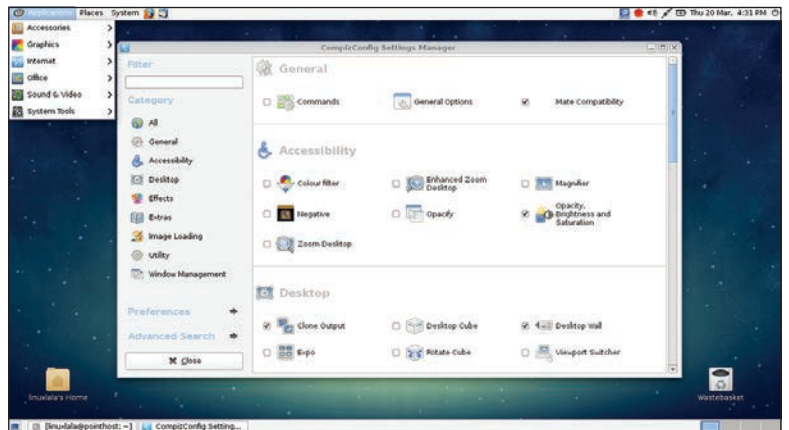 Applications Places System
Thu 20 Mar, 4:31 PM
Accessories
Graphics
Internet
Office
Sound & Video
System Tools
CompizConfig Settings Manager
Filter
Category
All
General
Accessibility
Desktop
Effects
Extras
Image Loading
Utility
Window Management
Preferences
Advanced Search
Close
General
Commands
General Options
Mate Compatibility
Accessibility
Colour filter
Enhanced Zoom
Desktop
Magnifier
Negative
Opacify
Opacity,
Brightness and
Saturation
Zoom Desktop
Desktop
Clone Output
Desktop Cube
Desktop Wall
Expo
Rotate Cube
Viewport Switcher
linuxlala's Home
Wastebasket
[linuxlala@pointhost: ~]
CompizConfig Setting...